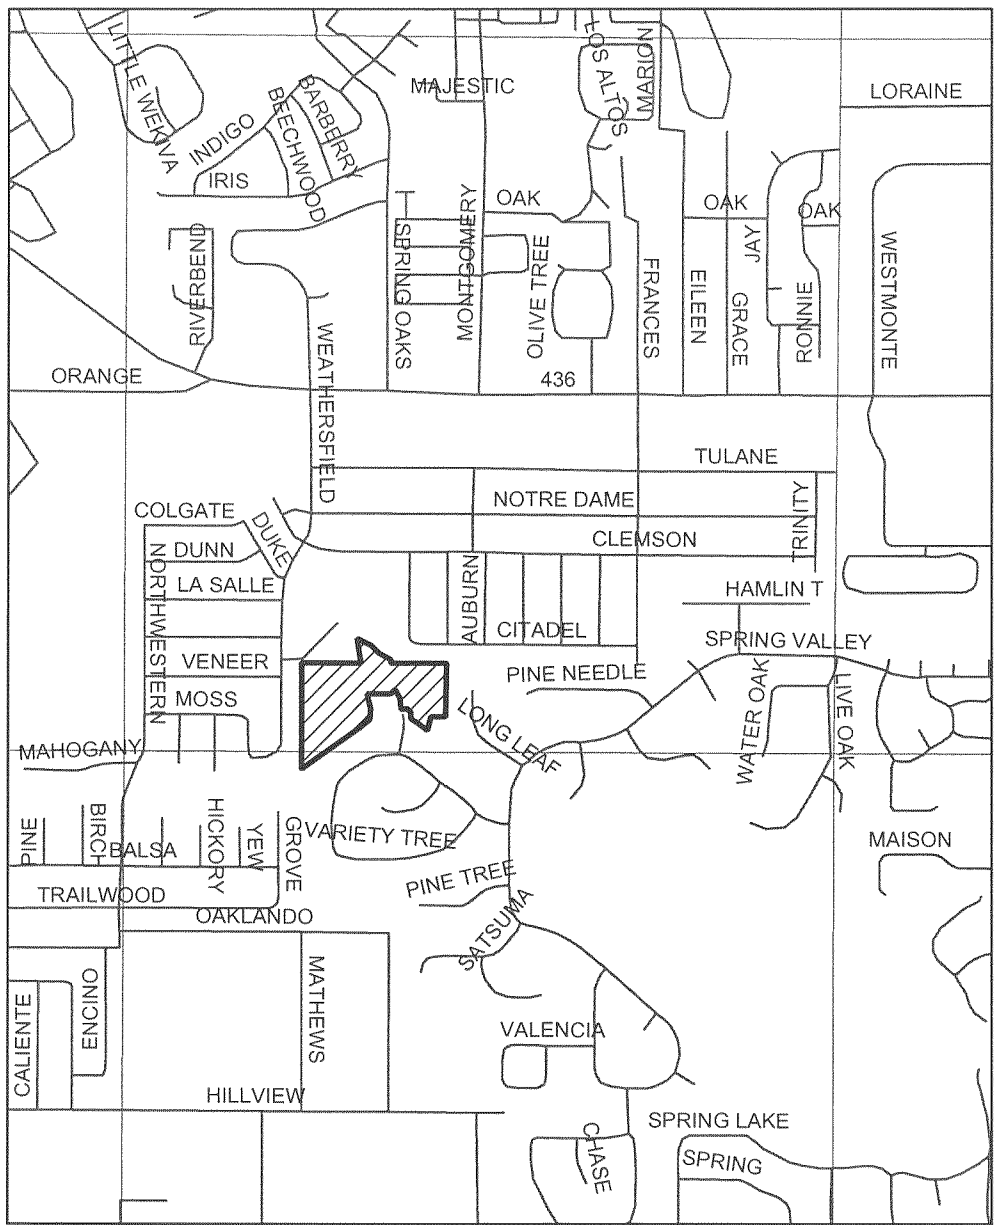 LITTLE WEKIVA
LOS ALTOS
MARION
MAJESTIC
LORAINE
BARBERRY
BEECHWOOD
INDIGO
IRIS
OAK
OAK
OAK
RIVERBEND
SPRING OAKS
MONTGOMERY
OLIVE TREE
FRANCES
EILEEN
JAY
GRACE
RONNIE
WESTMONTE
ORANGE
436
WEATHERSFIELD
TULANE
NOTRE DAME
TRINITY
COLGATE
DUKE
CLEMSON
DUNN
NORTHWESTERN
LA SALLE
AUBURN
HAMLIN T
CITADEL
SPRING VALLEY
VENEER
PINE NEEDLE
MOSS
WATER OAK
LIVE OAK
LONG LEAF
MAHOGANY
PINE
BIRCH
BALSA
HICKORY
YEW
GROVE
VARIETY TREE
MAISON
TRAILWOOD
PINE TREE
OAKLANDO
SATSUMA
MATHEWS
ENCINO
CALIENTE
VALENCIA
HILLVIEW
SPRING LAKE
CHASE
SPRING